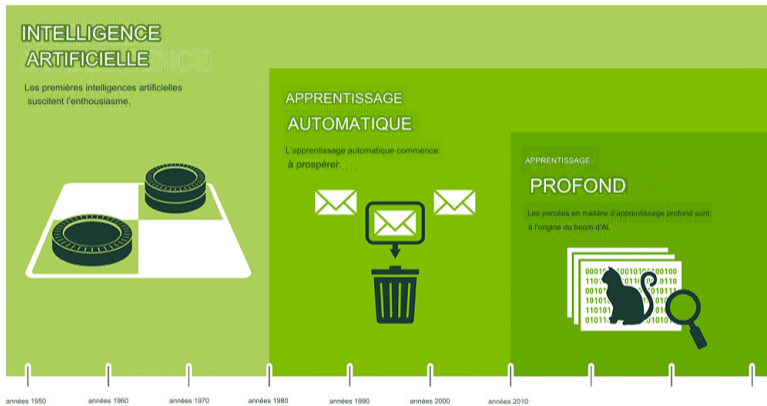 INTELLIGENCE
ARTIFICIELLE
Les premières intelligences artificielles
suscitent l'enthousiasme.
APPRENTISSAGE
AUTOMATIQUE
L'apprentissage automatique commence
à prospérer.
APPRENTISSAGE
PROFOND
Les percées en matière d'apprentissage profond sont
à l'origine du boom d'AI.
années 1950
années 1960
années 1970
années 1980
années 1990
années 2000
années 2010